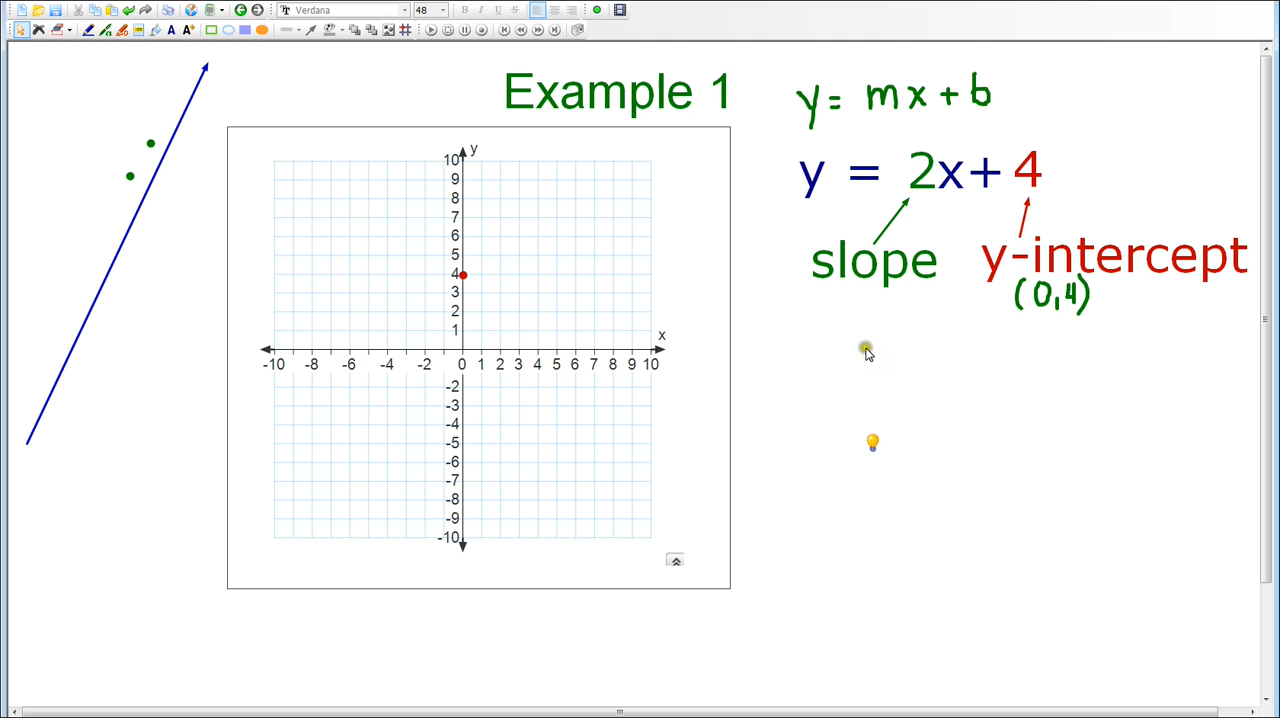 Verdana 48 B I U S
Example 1
y = mx + b
y = 2x+ 4
slope y-intercept
(0,4)
y
10
9
8
7
6
5
4
3
2
1
x
-10 -8 -6 -4 -2 0 1 2 3 4 5 6 7 8 9 10
-2
-3
-4
-5
-6
-7
-8
-9
-10